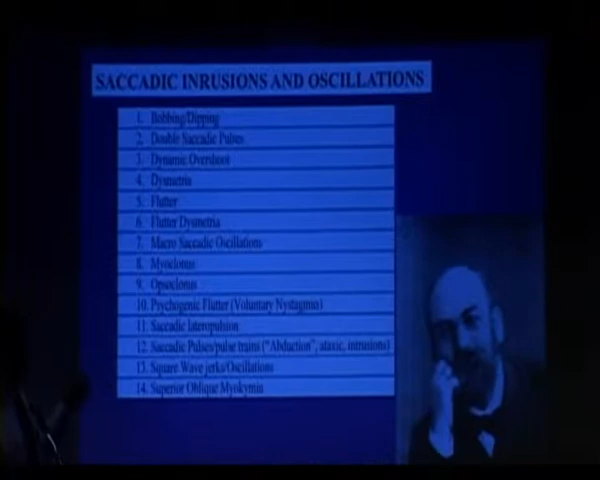 SACCADIC INRUSIONS AND OSCILLATIONS
1. Bobbing/Dipping
2. Double Saccadic Pulses
3. Dynamic Overshoot
4. Dysmetria
5. Flutter
6. Flutter Dysmetria
7. Macro Saccadic Oscillations
8. Myoclonus
9. Opsoclonus
10. Psychogenic Flutter (Voluntary Nystagmus)
11. Saccadic lateropulsion
12. Saccadic Pulses/pulse trains ("Abduction", ataxic, intrusions)
13. Square Wave jerks/Oscillations
14. Superior Oblique Myokymia